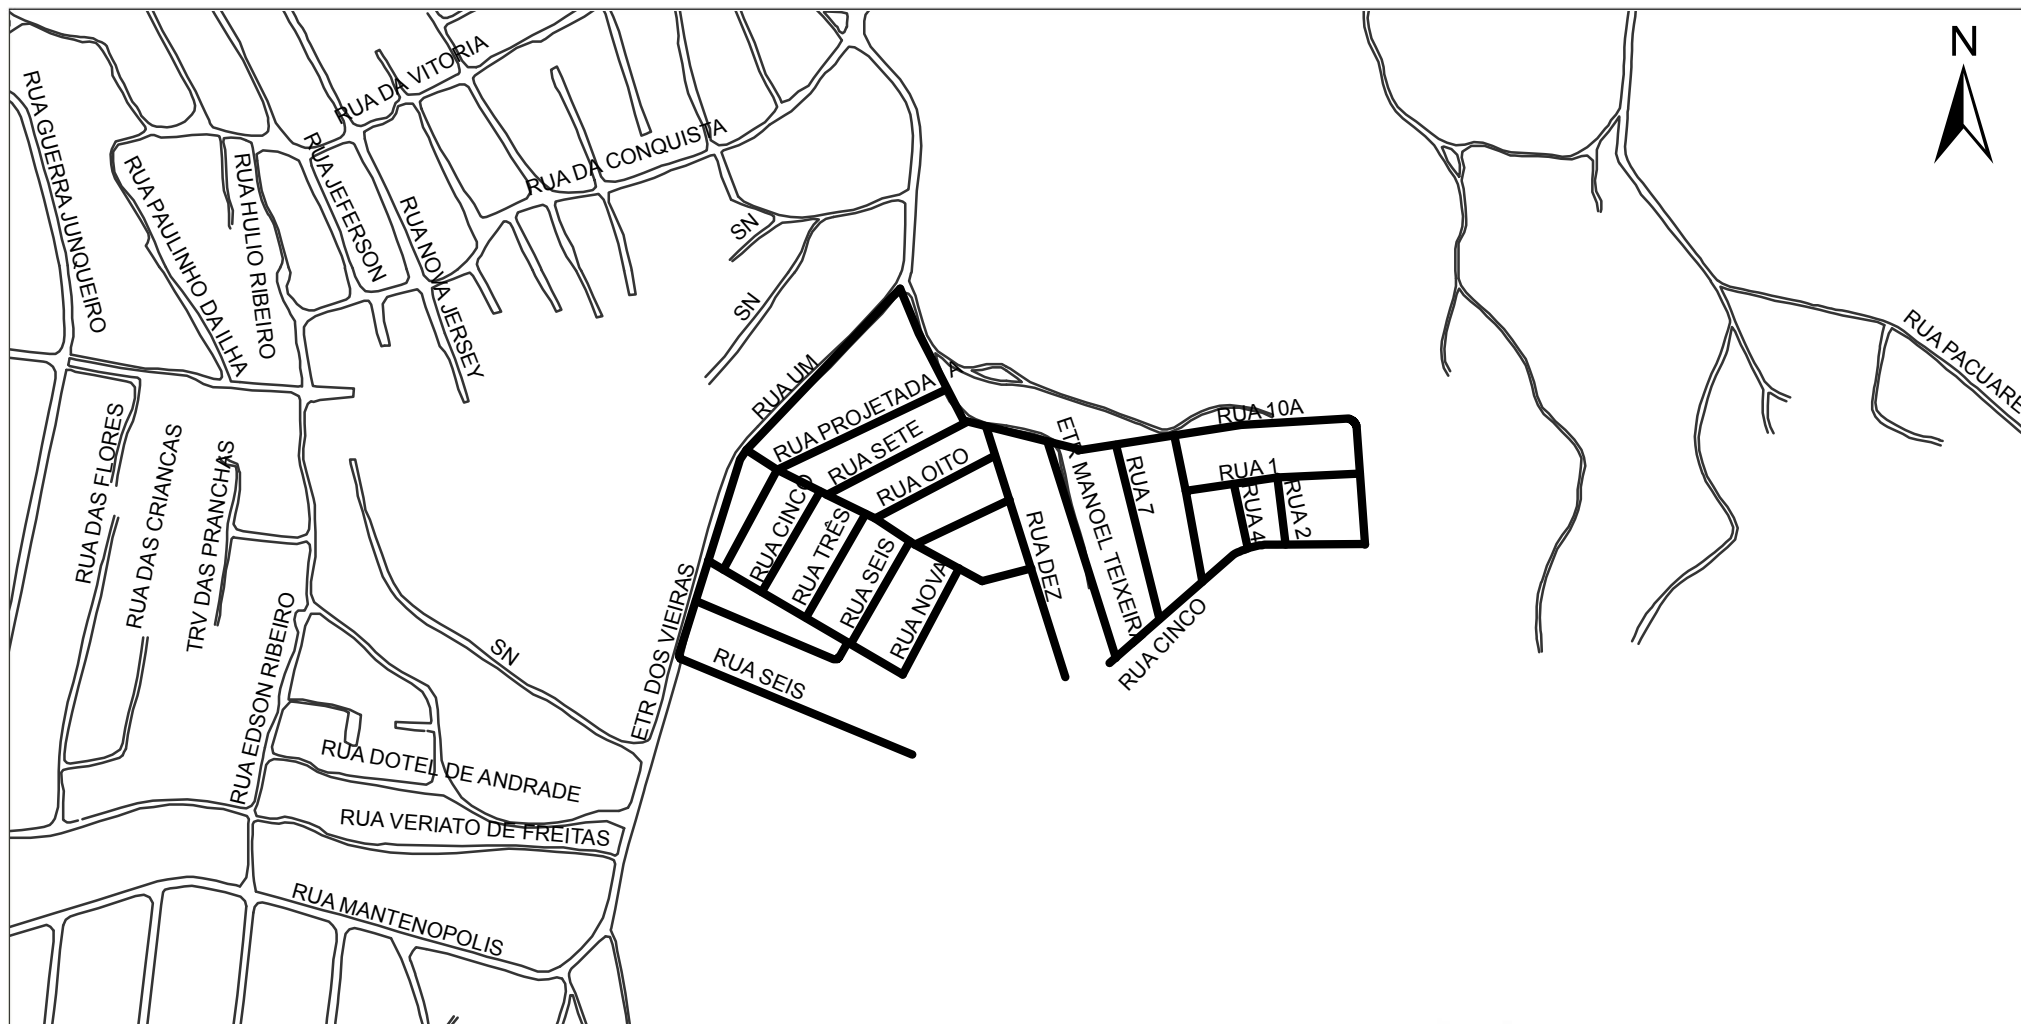 N
RUA DA VITORIA
RUA GUERRA JUNQUEIRO
RUA DA CONQUISTA
RUA JEFERSON
RUA HULIO RIBEIRO
RUA PAULINHO DA ILHA
RUA NOVA JERSEY
SN
SN
RUA PACUARE
RUA UM
RUA PROJETADA A
RUA SETE
RUA OITO
RUA 10A
RUA 1
RUA 7
RUA 4
RUA 2
ETR MANOEL TEIXEIRA
RUA DAS FLORES
RUA DAS CRIANCAS
TRV DAS PRANCHAS
RUA CINCO
RUA TRÊS
RUA SEIS
RUA NOVA
RUA DEZ
RUA CINCO
RUA EDSON RIBEIRO
SN
ETR DOS VIEIRAS
RUA SEIS
RUA DOTEL DE ANDRADE
RUA VERIATO DE FREITAS
RUA MANTENOPOLIS